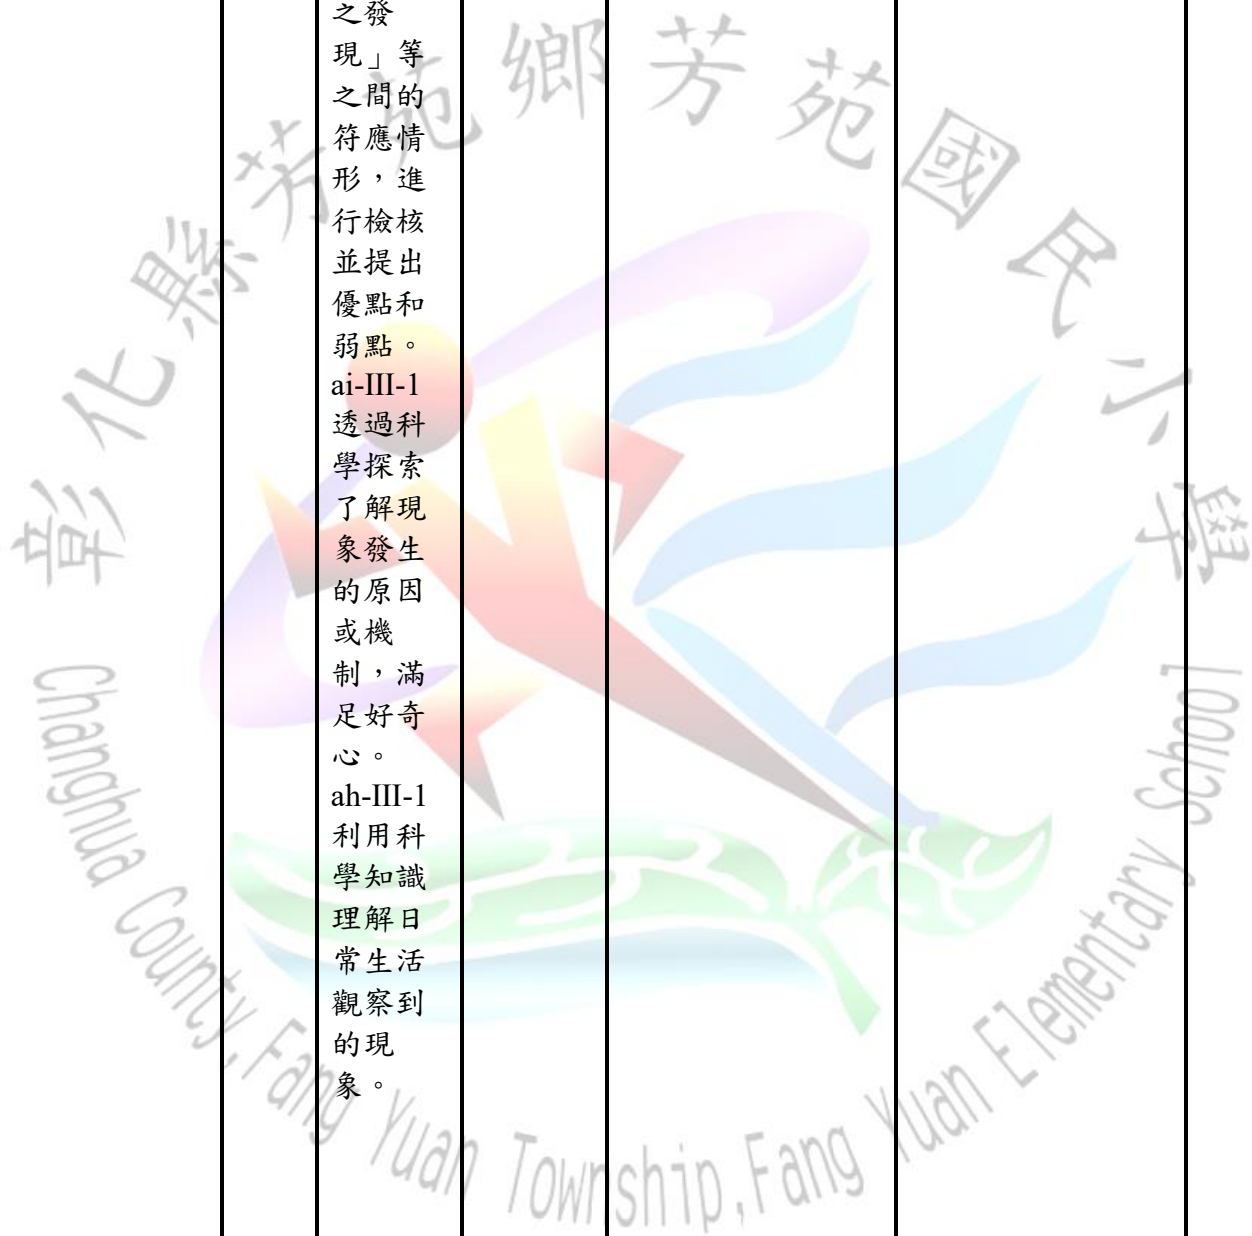 之發
現」等
之間的
符應情
形，進
行檢核
並提出
優點和
弱點。
ai-III-1
透過科
學探索
了解現
象發生
的原因
或機
制，滿
足好奇
心。
ah-III-1
利用科
學知識
理解日
常生活
觀察到
的現
象。
彰化縣芳苑鄉芳苑國民小學
Changhua County, Fang Yuan Township, Fang Yuan Elementary School